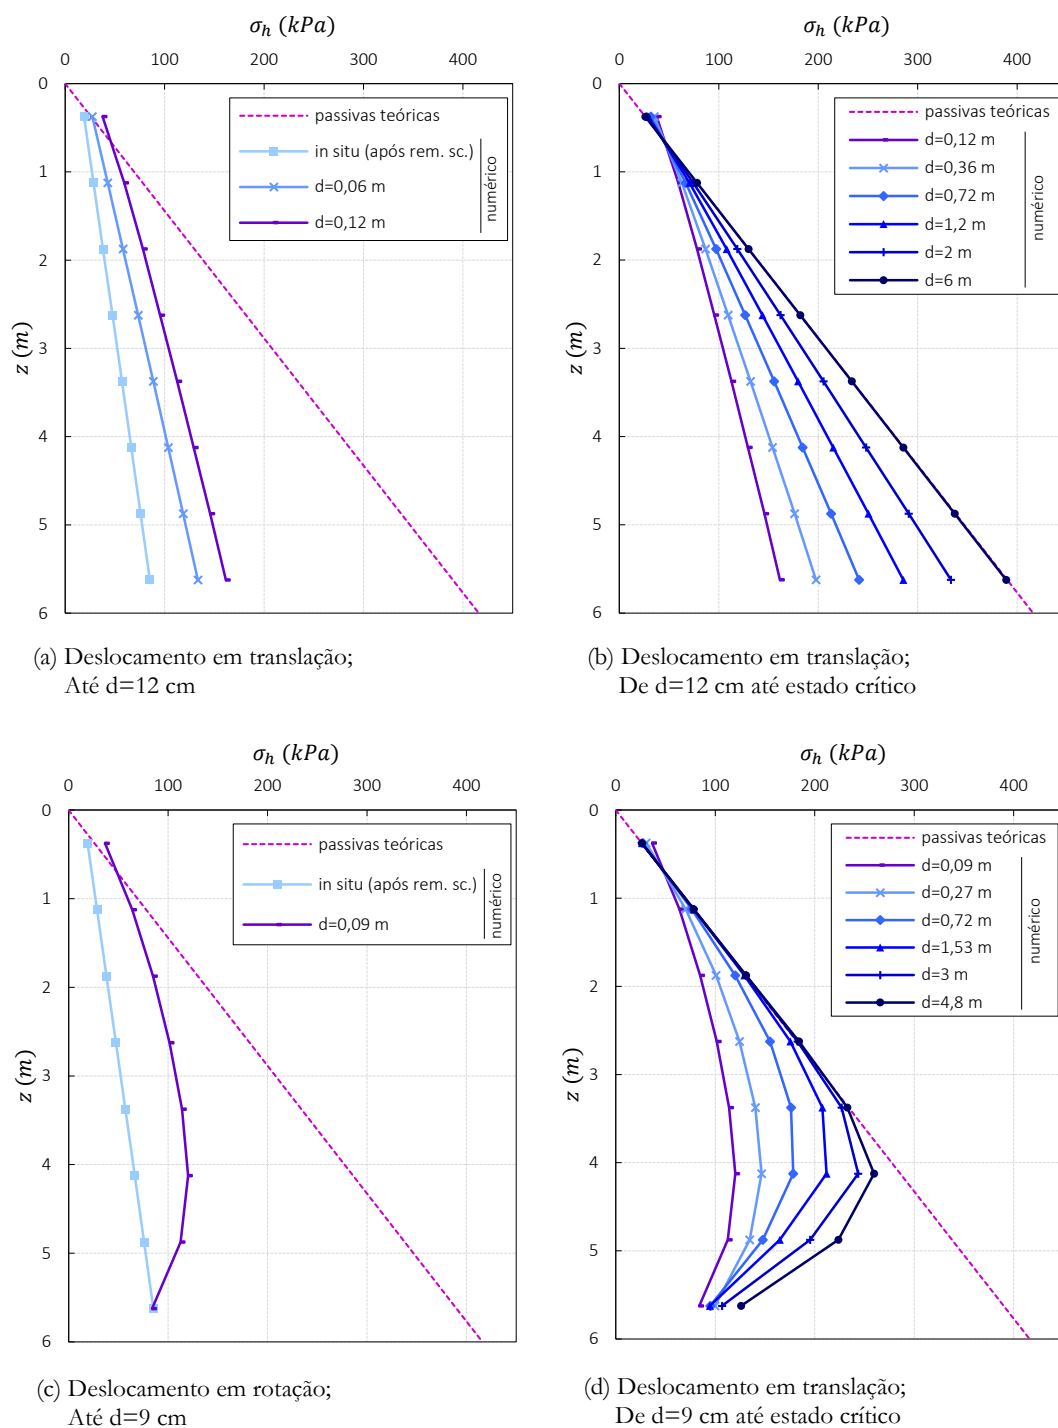 σh (kPa)
0 100 200 300 400
0
1
2
3
4
5
6
z (m)
passivas teóricas
in situ (após rem. sc.)
d=0,06 m
d=0,12 m
numérico
(a) Deslocamento em translação;
Até d=12 cm
σh (kPa)
0 100 200 300 400
0
1
2
3
4
5
6
z (m)
passivas teóricas
d=0,12 m
d=0,36 m
d=0,72 m
d=1,2 m
d=2 m
d=6 m
numérico
(b) Deslocamento em translação;
De d=12 cm até estado crítico
σh (kPa)
0 100 200 300 400
0
1
2
3
4
5
6
z (m)
passivas teóricas
in situ (após rem. sc.)
d=0,09 m
numérico
(c) Deslocamento em rotação;
Até d=9 cm
σh (kPa)
0 100 200 300 400
0
1
2
3
4
5
6
z (m)
passivas teóricas
d=0,09 m
d=0,27 m
d=0,72 m
d=1,53 m
d=3 m
d=4,8 m
numérico
(d) Deslocamento em translação;
De d=9 cm até estado crítico